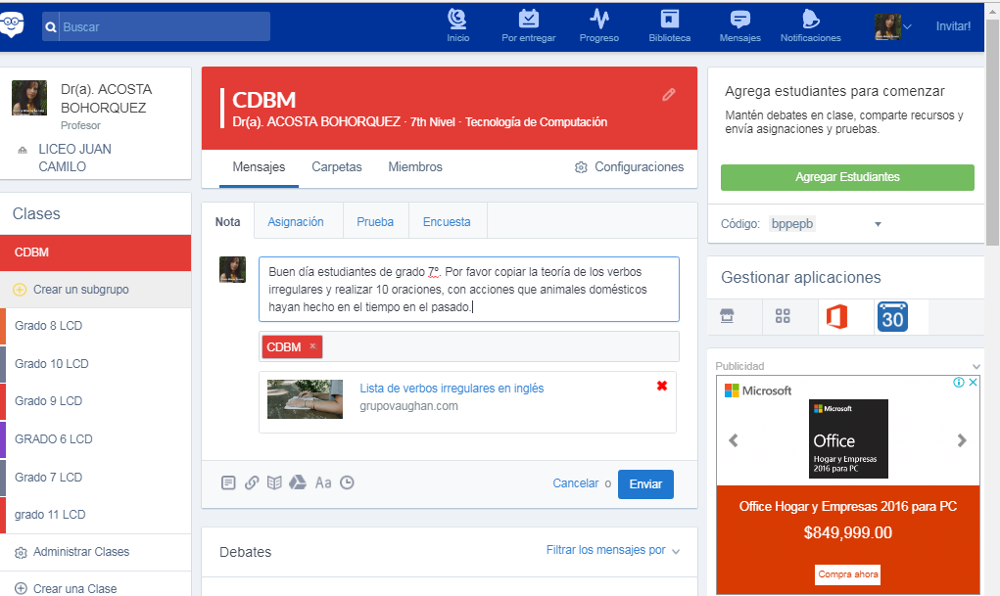 Buscar
Inicio
Por entregar
Progreso
Biblioteca
Mensajes
Notificaciones
Invitar!
Dr(a). ACOSTA
BOHORQUEZ
Profesor
LICEO JUAN
CAMILO
Clases
CDBM
Crear un subgrupo
Grado 8 LCD
Grado 10 LCD
Grado 9 LCD
GRADO 6 LCD
Grado 7 LCD
grado 11 LCD
Administrar Clases
Crear una Clase
CDBM
Dr(a). ACOSTA BOHORQUEZ · 7th Nivel · Tecnología de Computación
Mensajes
Carpetas
Miembros
Configuraciones
Nota
Asignación
Prueba
Encuesta
Buen día estudiantes de grado 7º. Por favor copiar la teoría de los verbos
irregulares y realizar 10 oraciones, con acciones que animales domésticos
hayan hecho en el tiempo en el pasado.
CDBM ×
Lista de verbos irregulares en inglés
grupovaughan.com
Aa
Cancelar o Enviar
Debates
Filtrar los mensajes por
Agrega estudiantes para comenzar
Mantén debates en clase, comparte recursos y
envía asignaciones y pruebas.
Agregar Estudiantes
Código: bppepb
Gestionar aplicaciones
30
Publicidad
Microsoft
Microsoft
Office
Hogar y Empresas
2016 para PC
Office Hogar y Empresas 2016 para PC
$849,999.00
Compra ahora